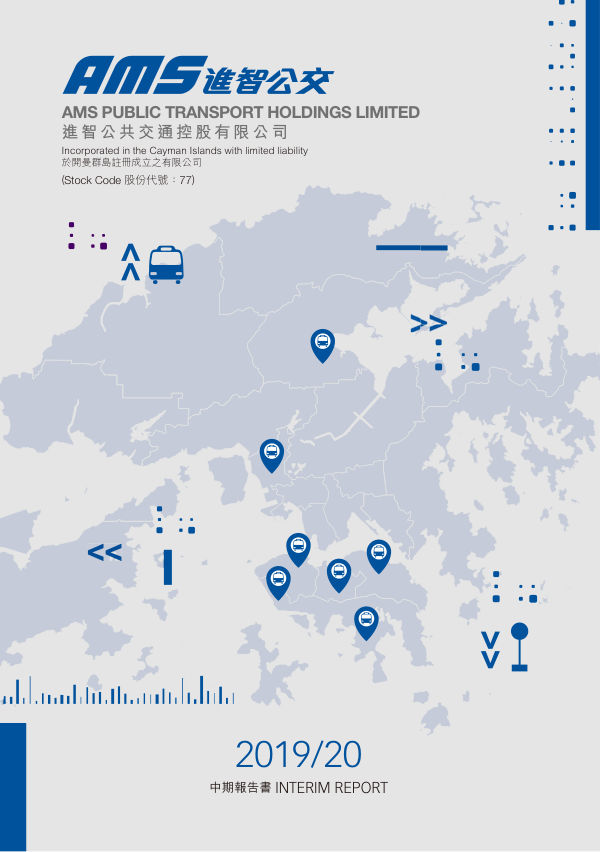 AMS進智公交
AMS PUBLIC TRANSPORT HOLDINGS LIMITED
進智公共交通控股有限公司
Incorporated in the Cayman Islands with limited liability
於開曼群島註冊成立之有限公司
(Stock Code 股份代號：77)
2019/20
中期報告書 INTERIM REPORT